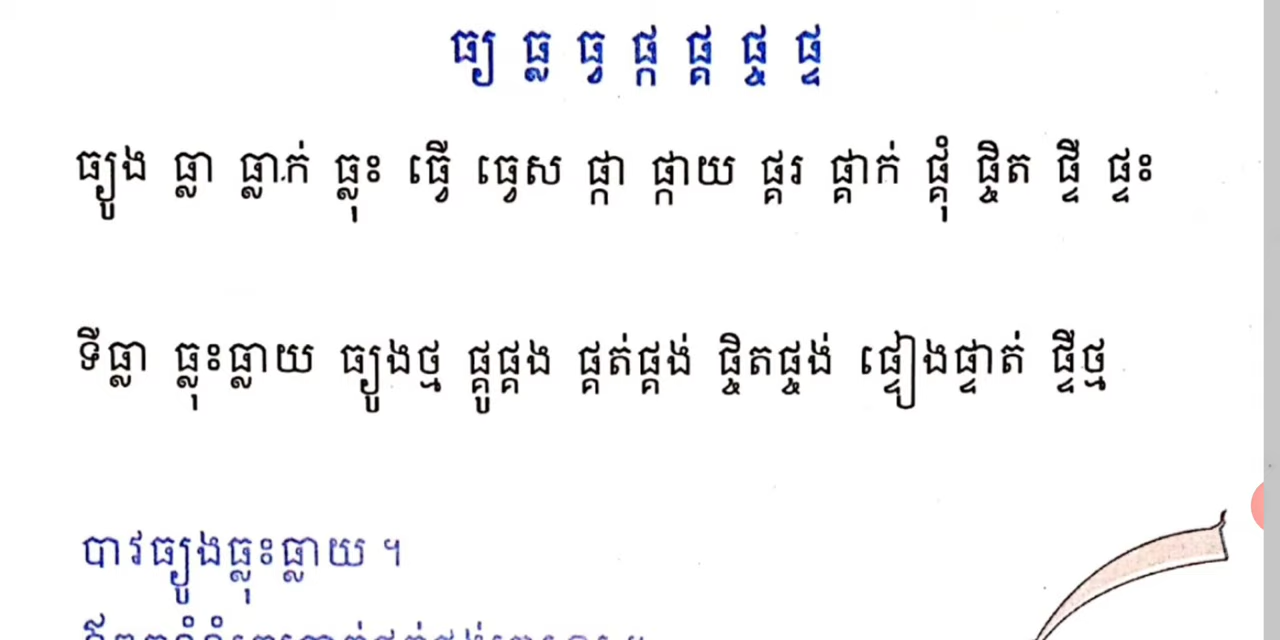 ធ្យ ធ្ល ធ្វ ផ្ក ផ្គ ផ្ច ផ្ទ
ធ្យូង ធ្លា ធ្លាក់ ធ្លុះ ធ្វើ ធ្វេស ផ្កា ផ្កាយ ផ្គរ ផ្គាក់ ផ្គុំ ផ្ចិត ផ្ទី ផ្ទះ
ទីធ្លា ធ្លុះធ្លាយ ធ្យូងថ្ម ផ្គូផ្គង ផ្គត់ផ្គង់ ផ្ចិតផ្ចង់ ផ្ទៀងផ្ទាត់ ផ្ទីថ្ម
បាវធ្យូងធ្លុះធ្លាយ ។